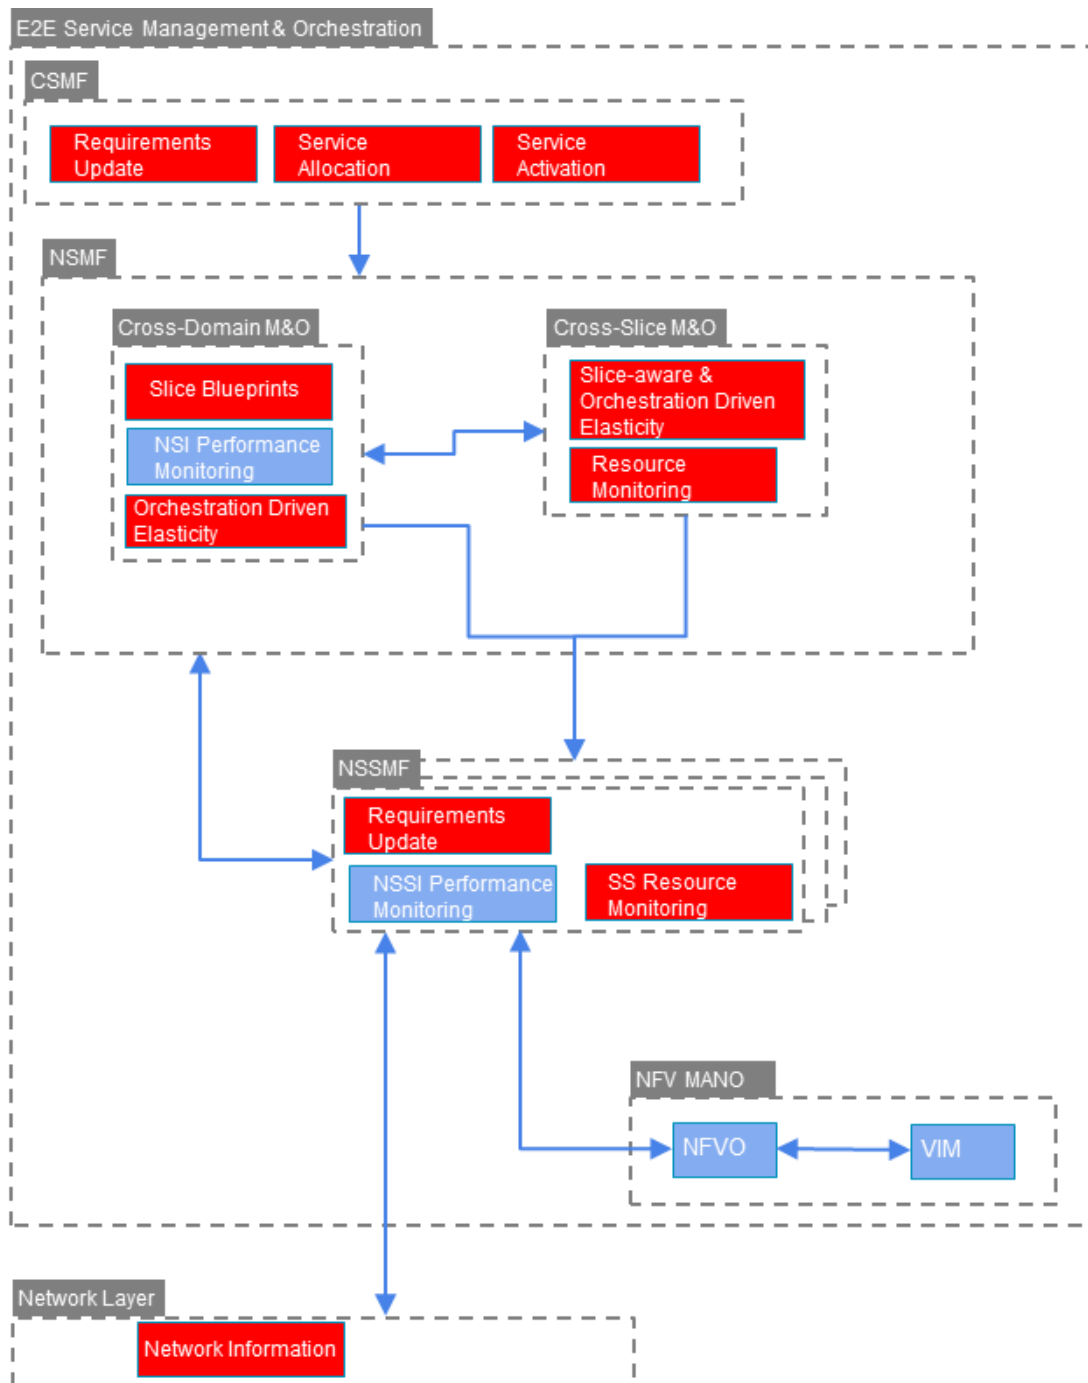 E2E Service Management & Orchestration
CSMF
Requirements
Update
Service
Allocation
Service
Activation
NSMF
Cross-Domain M&O
Slice Blueprints
NSI Performance
Monitoring
Orchestration Driven
Elasticity
Cross-Slice M&O
Slice-aware &
Orchestration Driven
Elasticity
Resource
Monitoring
NSSMF
Requirements
Update
NSSI Performance
Monitoring
SS Resource
Monitoring
NFV MANO
NFVO
VIM
Network Layer
Network Information